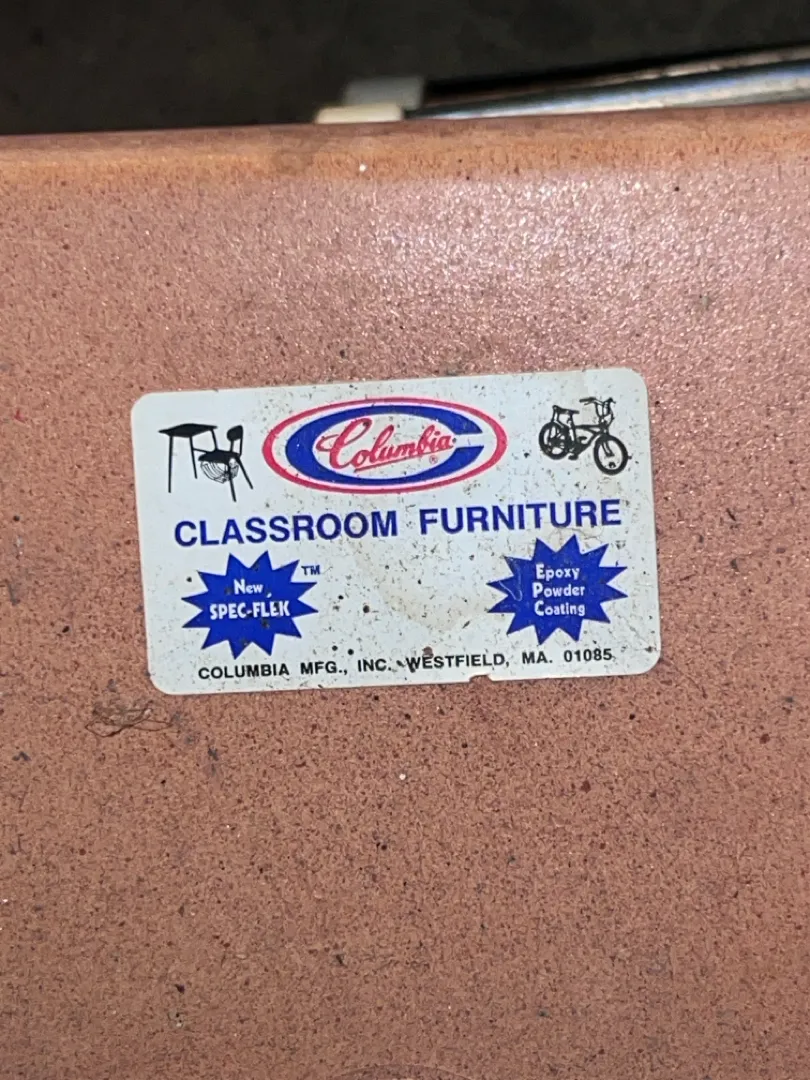 Columbia®
CLASSROOM FURNITURE
New
SPEC-FLEK
TM
Epoxy
Powder
Coating
COLUMBIA MFG., INC. WESTFIELD, MA. 01085